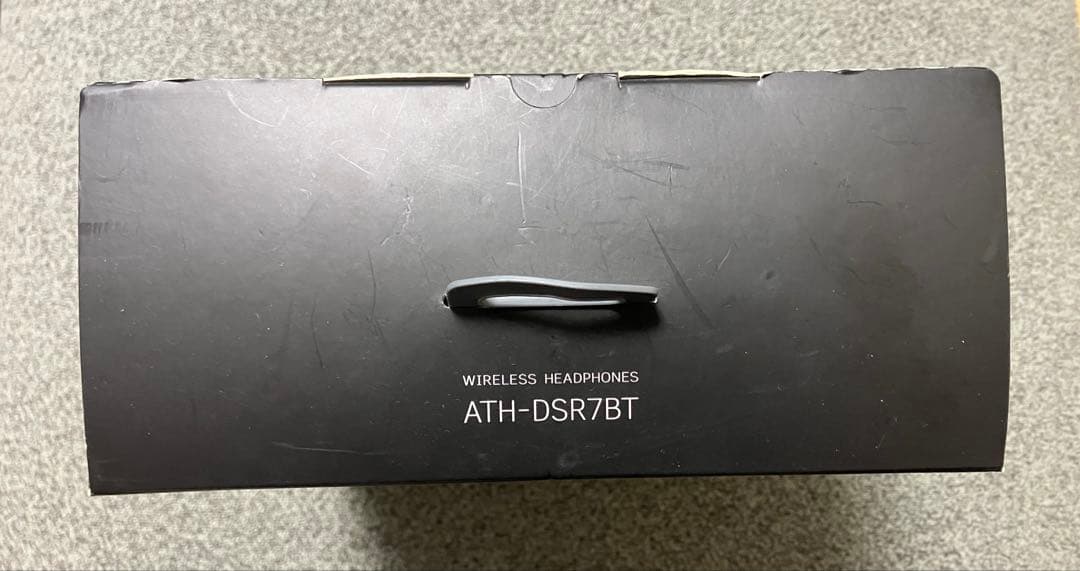 WIRELESS HEADPHONES
ATH-DSR7BT